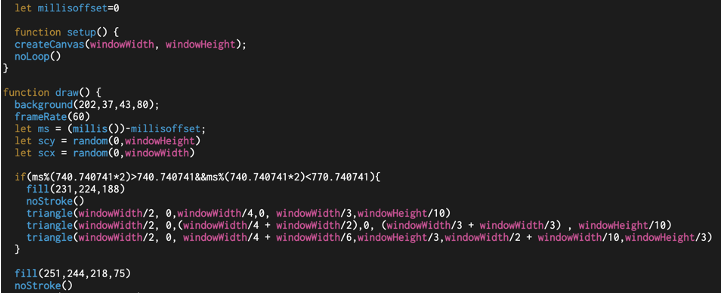 let millisoffset=0
function setup() {
createCanvas(windowWidth, windowHeight);
noLoop()
}
function draw() {
background(202,37,43,80);
frameRate(60)
let ms = (millis())-millisoffset;
let scy = random(0,windowHeight)
let scx = random(0,windowWidth)
if(ms%(740.740741*2)>740.740741&&ms%(740.740741*2)<770.740741){
fill(231,224,188)
noStroke()
triangle(windowWidth/2, 0,windowWidth/4,0, windowWidth/3,windowHeight/10)
triangle(windowWidth/2, 0,(windowWidth/4 + windowWidth/2),0, (windowWidth/3 + windowWidth/3) , windowHeight/10)
triangle(windowWidth/2, 0, windowWidth/4 + windowWidth/6,windowHeight/3,windowWidth/2 + windowWidth/10,windowHeight/3)
}
fill(251,244,218,75)
noStroke()